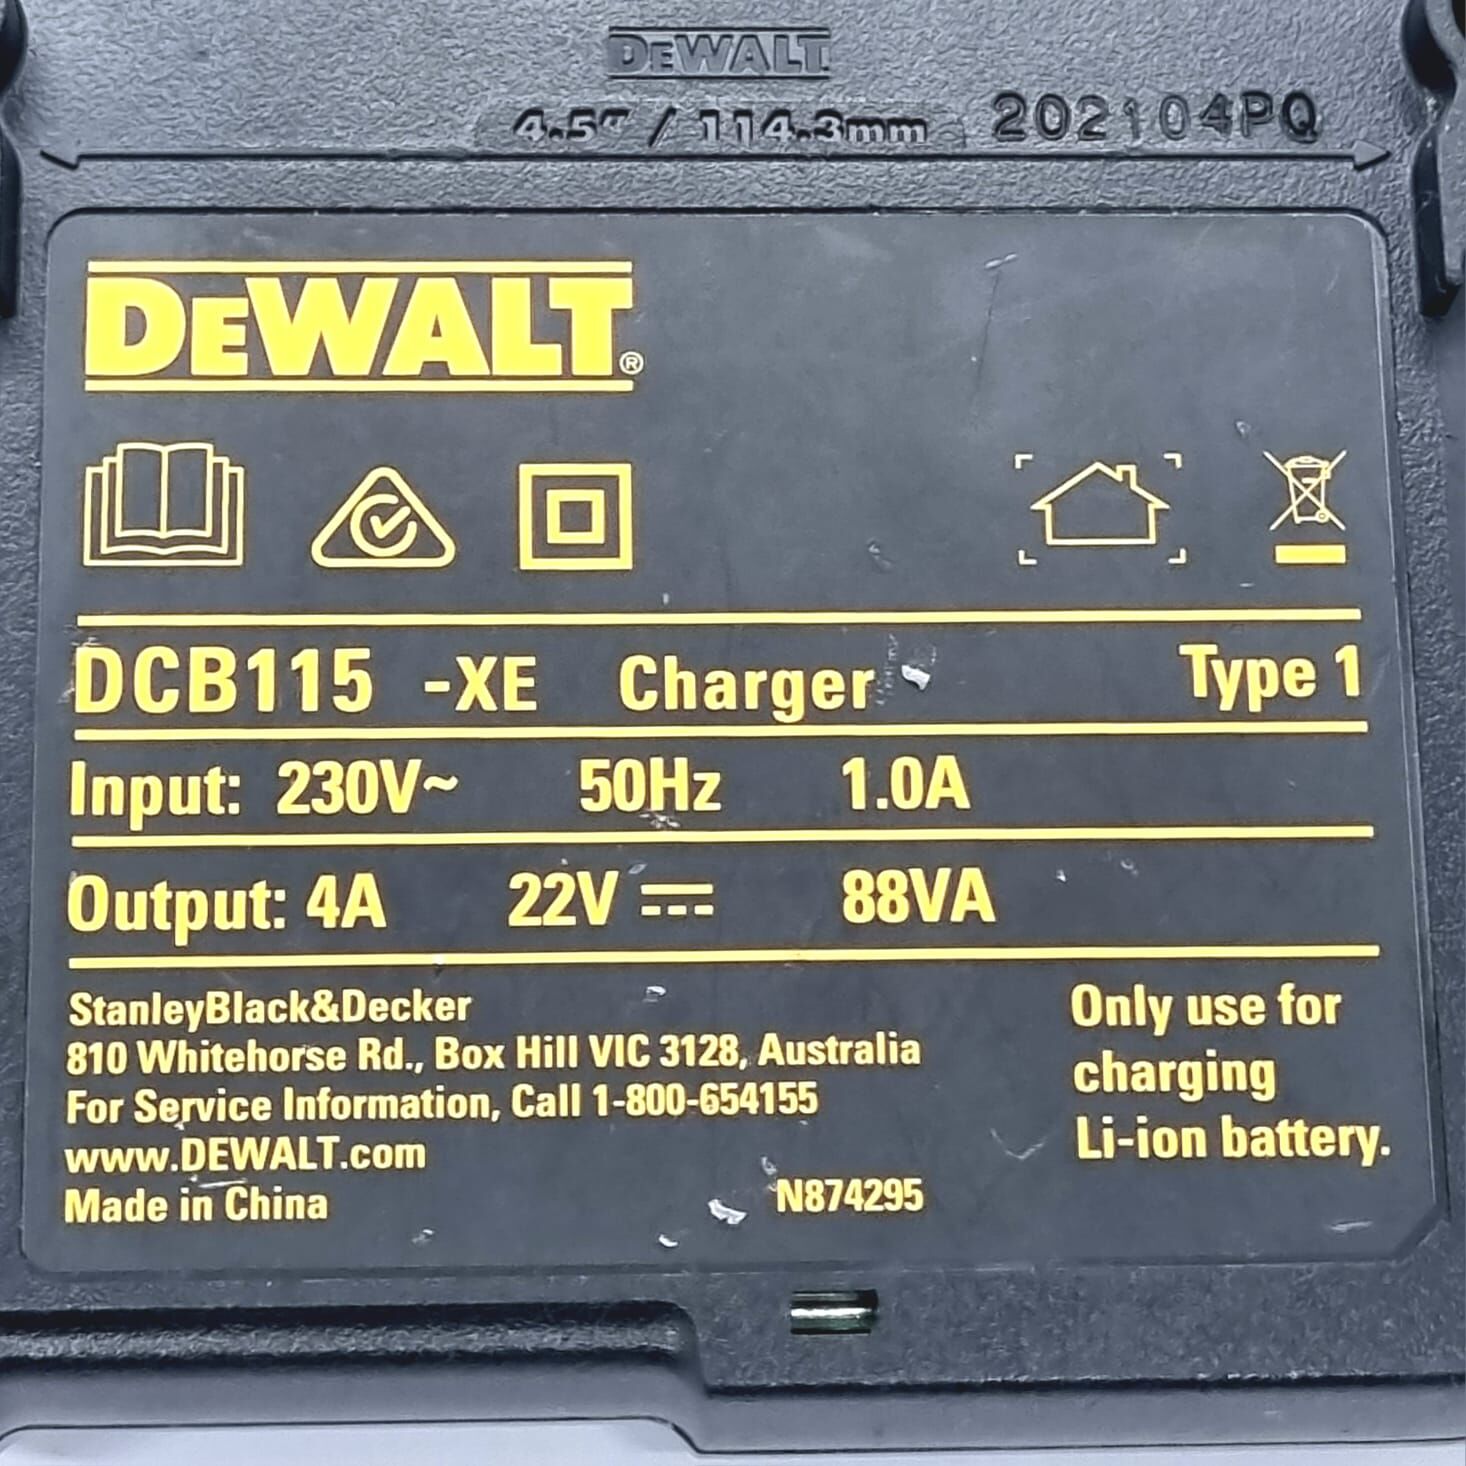 DEWALT
4.5" / 114.3mm 202104PQ
DEWALT®
DCB115 -XE Charger Type 1
Input: 230V~ 50Hz 1.0A
Output: 4A 22V ⎓ 88VA
StanleyBlack&Decker
810 Whitehorse Rd., Box Hill VIC 3128, Australia
For Service Information, Call 1-800-654155
www.DEWALT.com
Made in China
N874295
Only use for
charging
Li-ion battery.